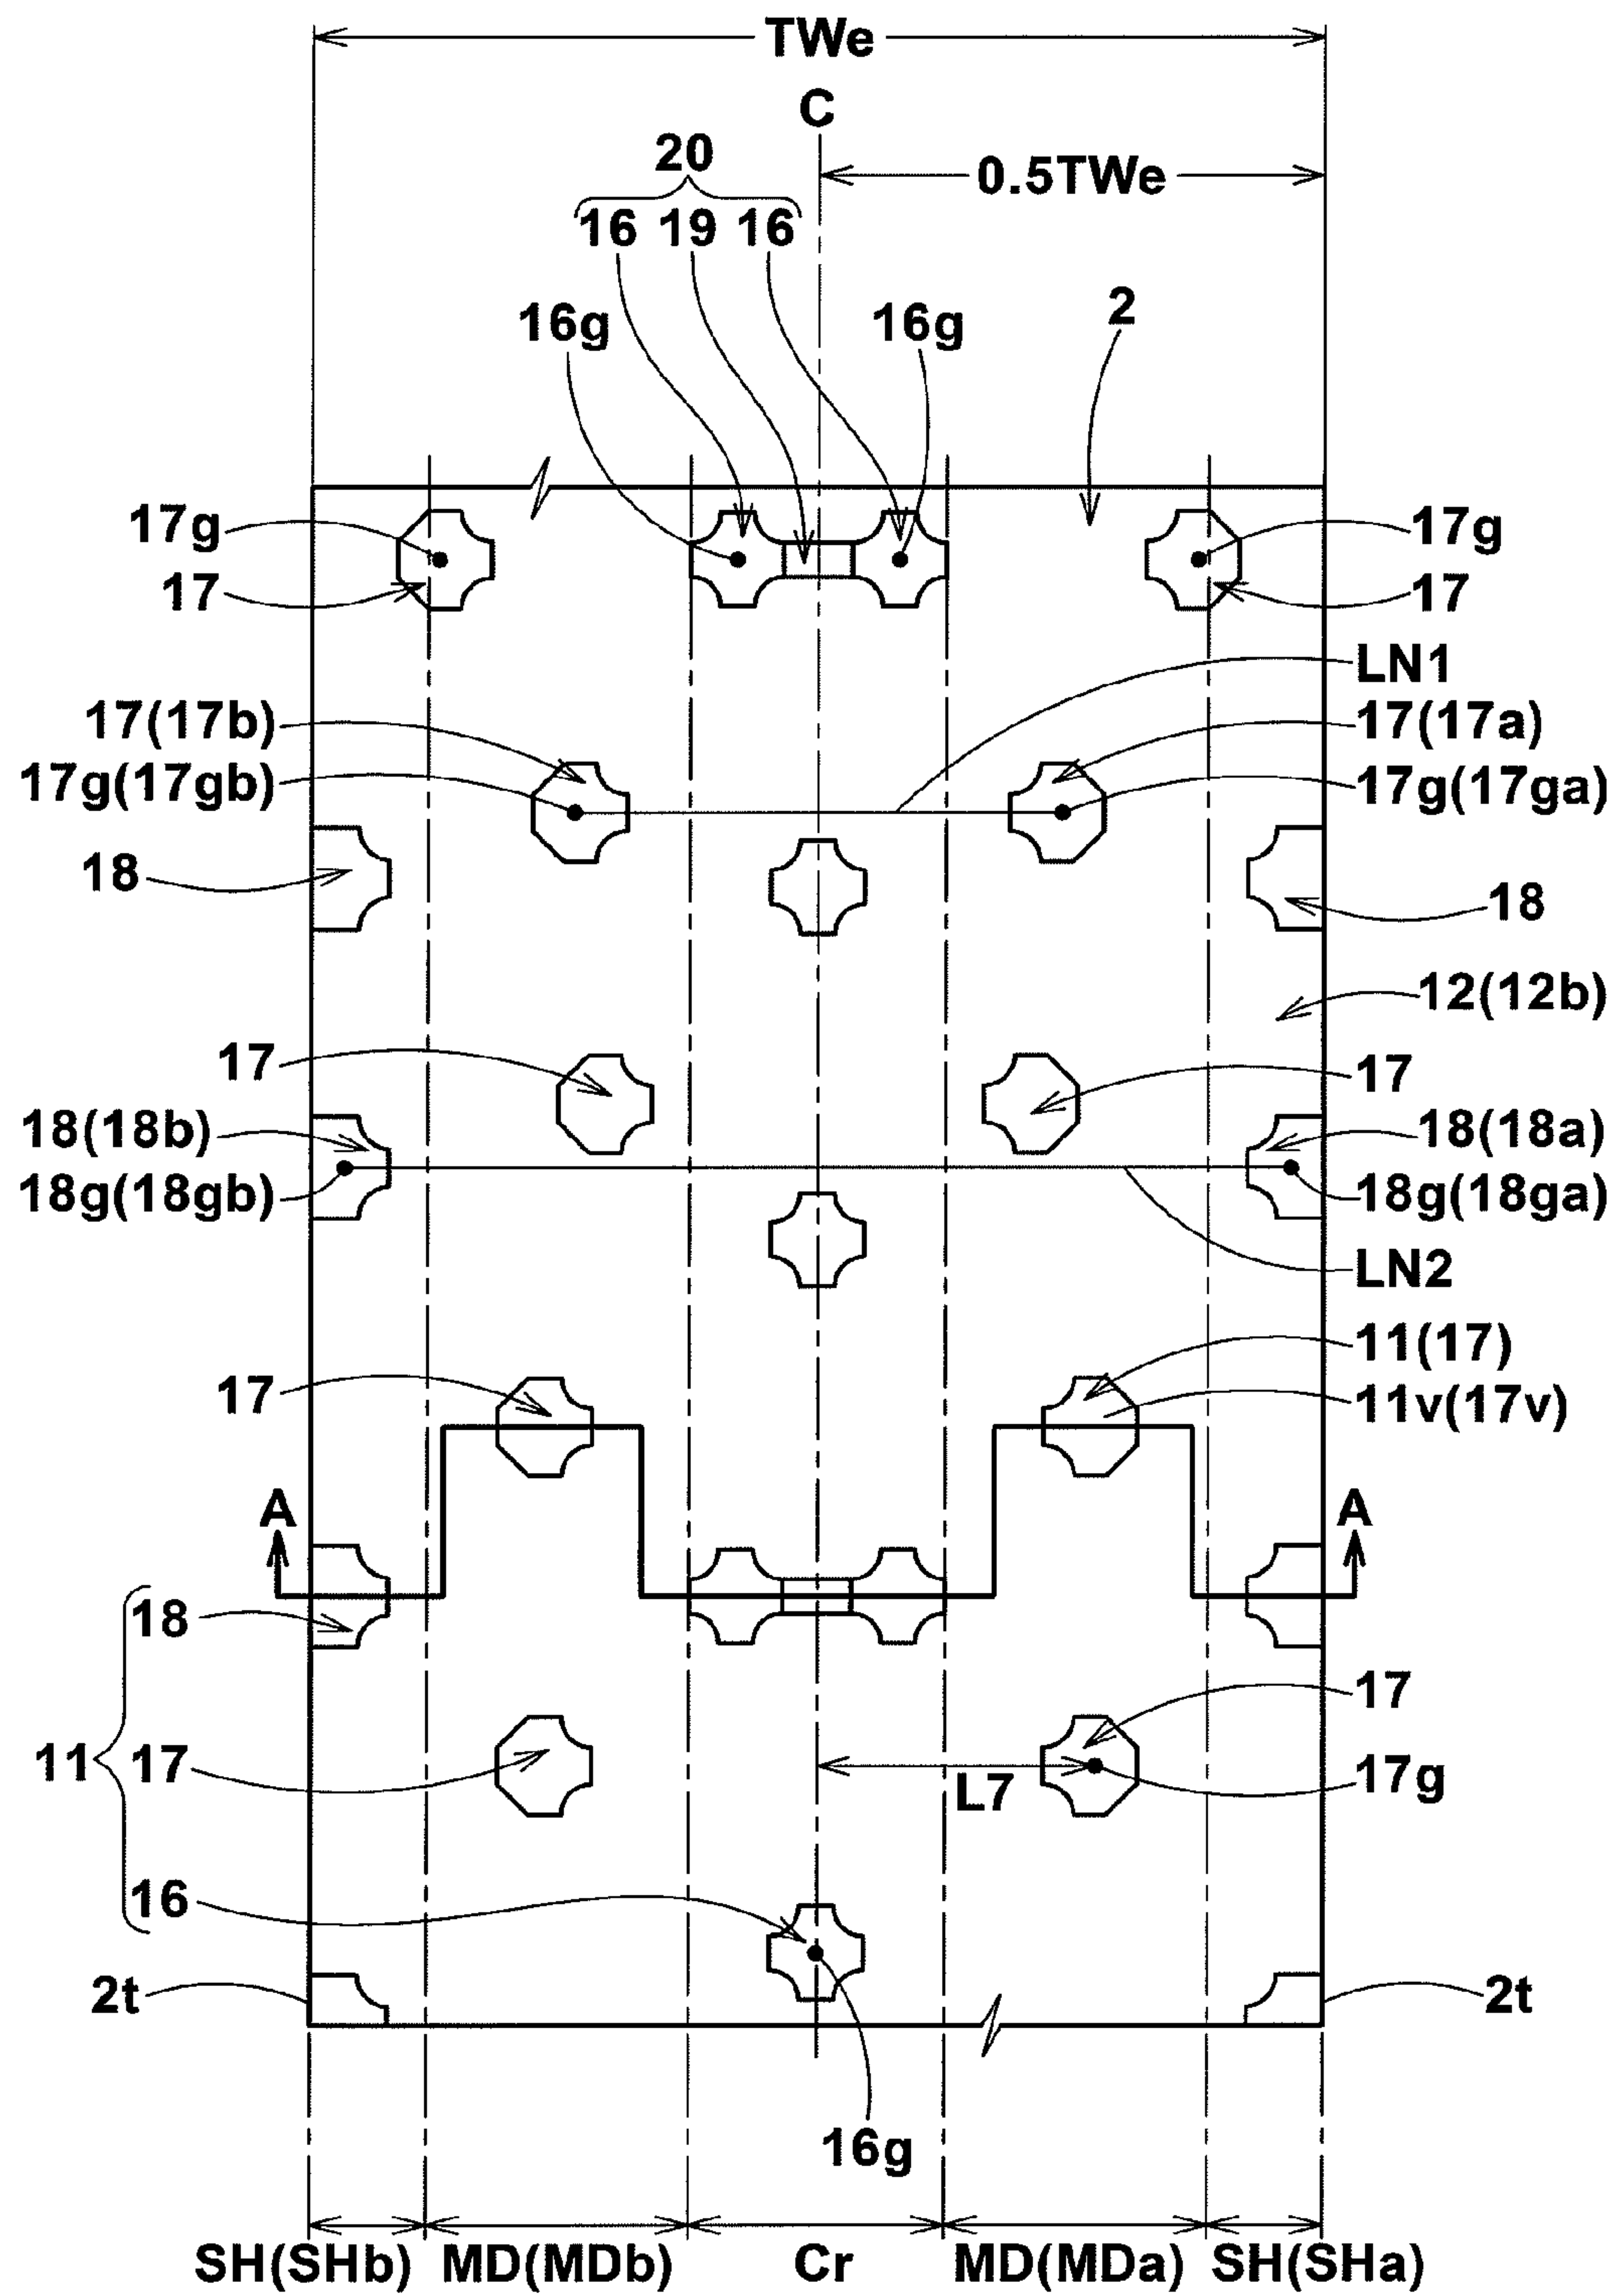 TWe
C
20
0.5TWe
16 19 16
16g 16g 2
17g 17g
17 17
LN1
17(17b) 17(17a)
17g(17gb) 17g(17ga)
18 18
12(12b)
17 17
18(18b) 18(18a)
18g(18gb) 18g(18ga)
LN2
11(17)
17 11v(17v)
A A
18
17
11 17 L7 17g
16
2t 2t
16g
SH(SHb) MD(MDb) Cr MD(MDa) SH(SHa)